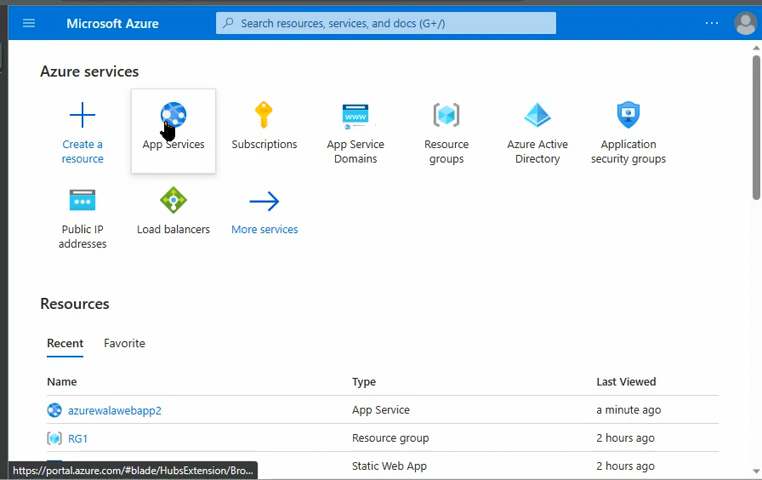 Microsoft Azure
Search resources, services, and docs (G+/)
...
Azure services
Create a
resource
App Services
Subscriptions
WWW
App Service
Domains
Resource
groups
Azure Active
Directory
Application
security groups
Public IP
addresses
Load balancers
More services
Resources
Recent Favorite
Name Type Last Viewed
azurewalawebapp2 App Service a minute ago
RG1 Resource group 2 hours ago
Static Web App 2 hours ago
https://portal.azure.com/#blade/HubsExtension/Bro...